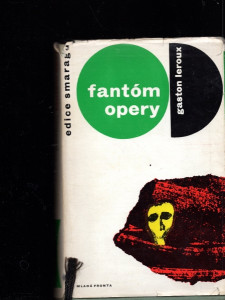 edice smaragd
fantóm
opery
gaston leroux
MLADÁ FRONTA